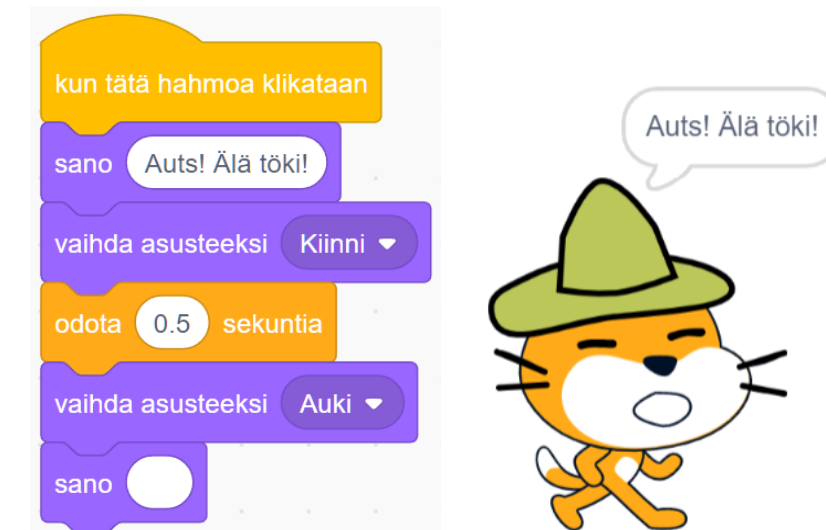 kun tätä hahmoa klikataan
sano Auts! Älä töki!
vaihda asusteeksi Kiinni
odota 0.5 sekuntia
vaihda asusteeksi Auki
sano
Auts! Älä töki!